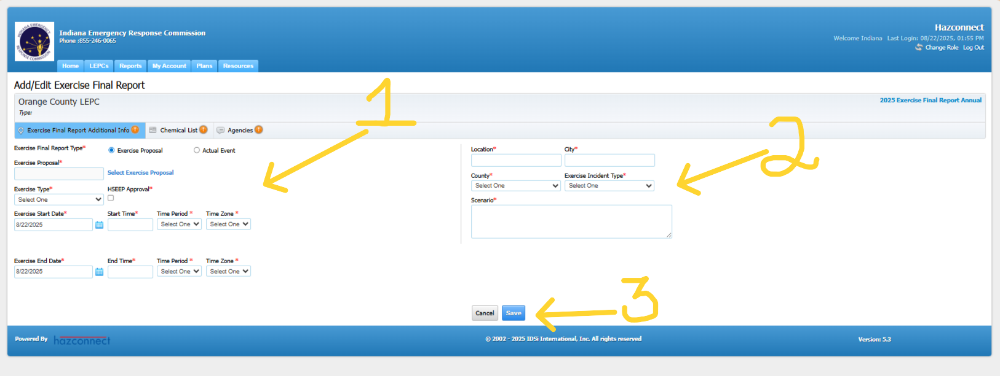 INDIANA EMERGENCY
RESPONSE COMMISSION
Indiana Emergency Response Commission
Phone :855-246-0065
Hazconnect
Welcome Indiana Last Login: 08/22/2025, 01:55 PM
Change Role Log Out
Home LEPCs Reports My Account Plans Resources
Add/Edit Exercise Final Report
Orange County LEPC
Type:
2025 Exercise Final Report Annual
Exercise Final Report Additional Info ! Chemical List ! Agencies !
1
2
3
Exercise Final Report Type* Exercise Proposal Actual Event
Exercise Proposal*
Select Exercise Proposal
Exercise Type* HSEEP Approval*
Select One
Exercise Start Date* Start Time* Time Period * Time Zone *
8/22/2025 Select One Select One
Exercise End Date* End Time* Time Period * Time Zone *
8/22/2025 Select One Select One
Location* City*
County* Exercise Incident Type*
Select One Select One
Scenario*
Cancel Save
Powered By hazconnect
© 2002 - 2025 IDSi International, Inc. All rights reserved
Version: 5.3